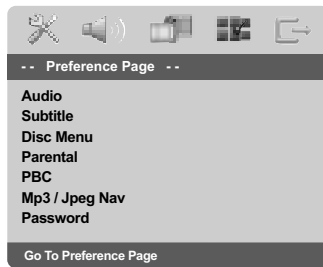 - - Preference Page - -
Audio
Subtitle
Disc Menu
Parental
PBC
Mp3 / Jpeg Nav
Password
Go To Preference Page